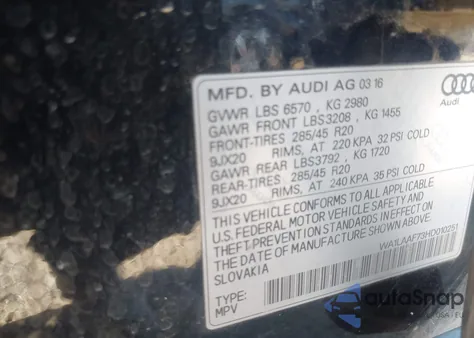 MFD. BY AUDI AG 03 16
GVWR LBS 6570 , KG 2980
GAWR FRONT LBS3208 , KG 1455
FRONT-TIRES 285/45 R20
9JX20 RIMS, AT 220 KPA 32 PSI COLD
GAWR REAR LBS3792 , KG 1720
REAR-TIRES 285/45 R20
9JX20 RIMS, AT 240 KPA 35 PSI COLD
THIS VEHICLE CONFORMS TO ALL APPLICABLE
U.S. FEDERAL MOTOR VEHICLE SAFETY AND
THEFT PREVENTION STANDARDS IN EFFECT ON
THE DATE OF MANUFACTURE SHOWN ABOVE.
SLOVAKIA
WA1LAAF73HD010251
TYPE:
MPV
Audi
autoSnap